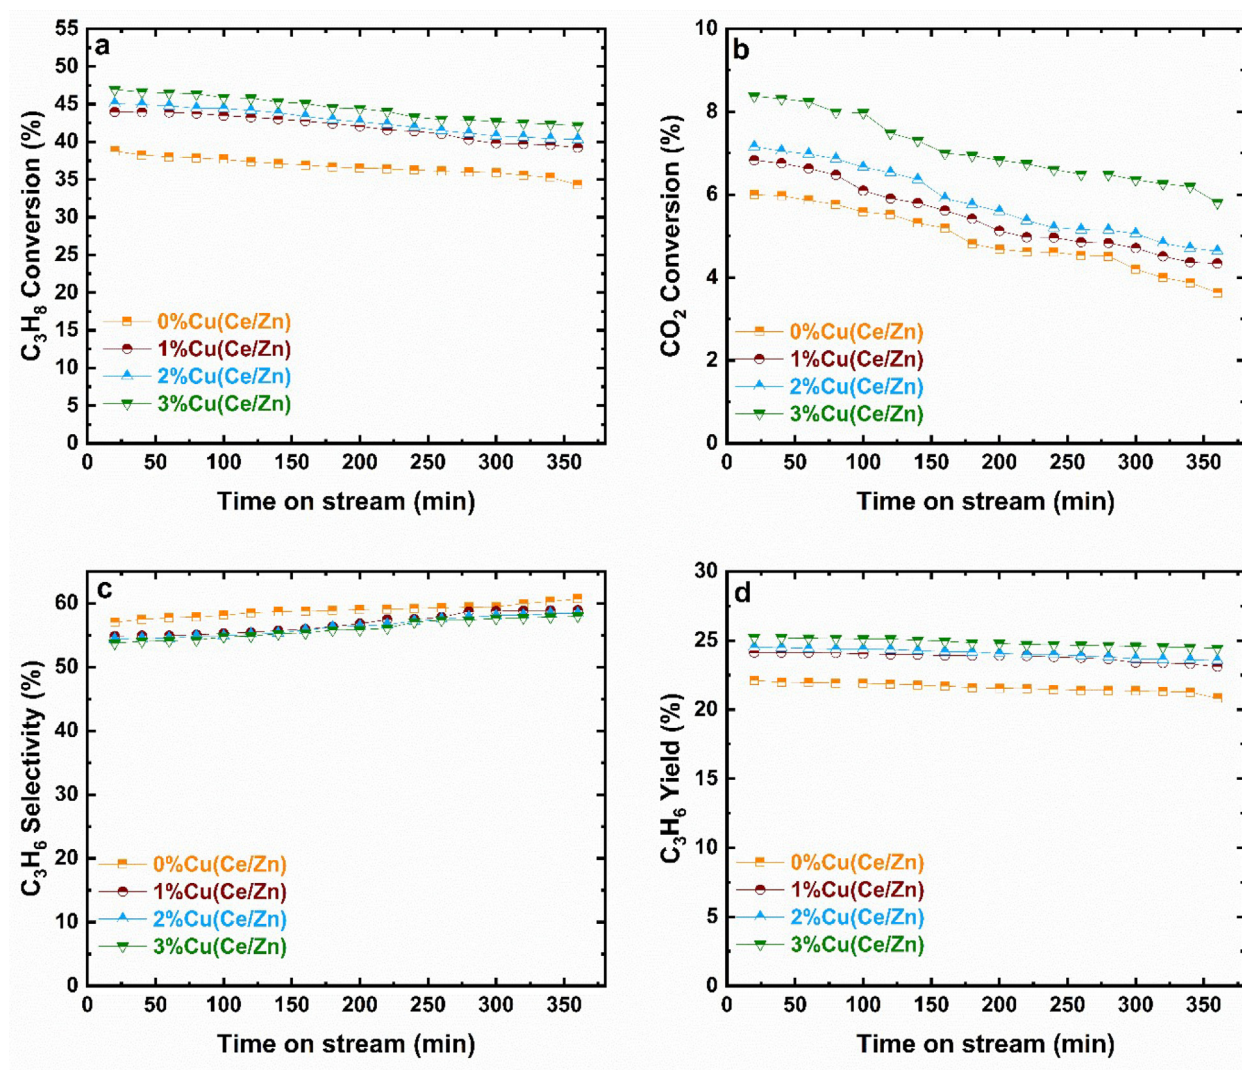 a
C₃H₈ Conversion (%)
55
50
45
40
35
30
25
20
15
10
5
0
0%Cu(Ce/Zn)
1%Cu(Ce/Zn)
2%Cu(Ce/Zn)
3%Cu(Ce/Zn)
0 50 100 150 200 250 300 350
Time on stream (min)
b
CO₂ Conversion (%)
10
8
6
4
2
0
0%Cu(Ce/Zn)
1%Cu(Ce/Zn)
2%Cu(Ce/Zn)
3%Cu(Ce/Zn)
0 50 100 150 200 250 300 350
Time on stream (min)
c
C₃H₆ Selectivity (%)
60
50
40
30
20
10
0
0%Cu(Ce/Zn)
1%Cu(Ce/Zn)
2%Cu(Ce/Zn)
3%Cu(Ce/Zn)
0 50 100 150 200 250 300 350
Time on stream (min)
d
C₃H₆ Yield (%)
30
25
20
15
10
5
0
0%Cu(Ce/Zn)
1%Cu(Ce/Zn)
2%Cu(Ce/Zn)
3%Cu(Ce/Zn)
0 50 100 150 200 250 300 350
Time on stream (min)